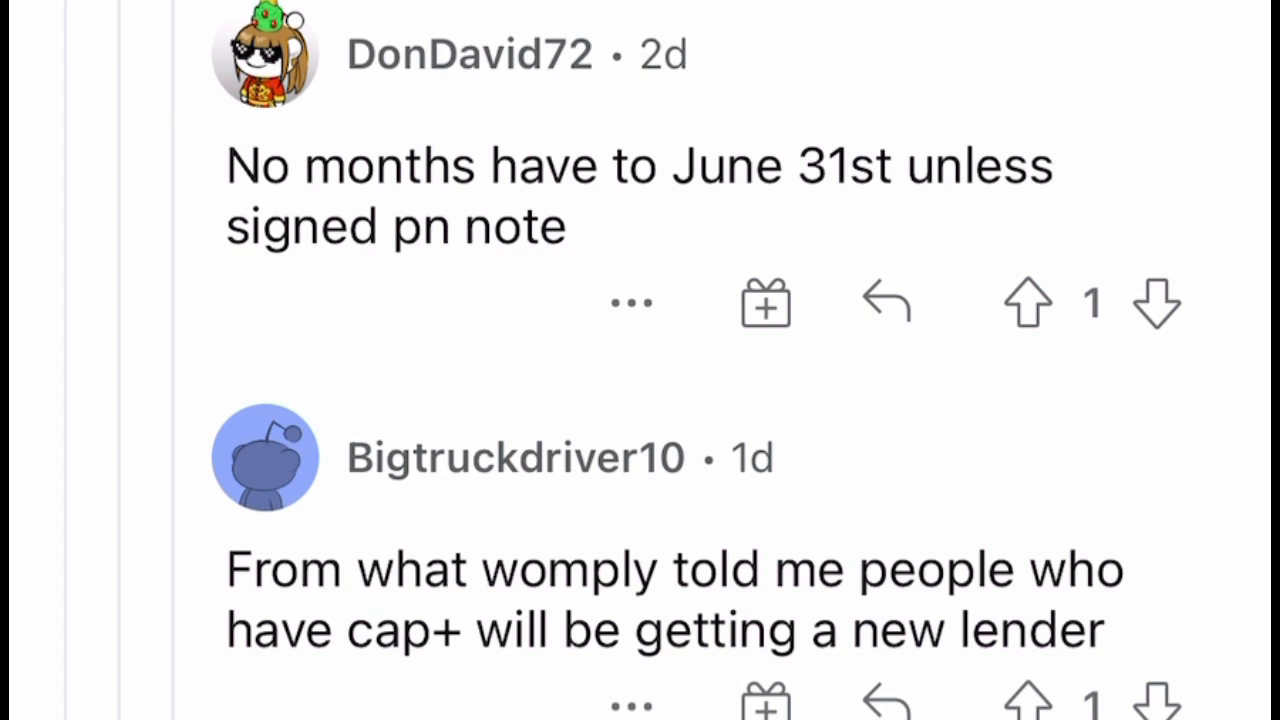 DonDavid72 · 2d
No months have to June 31st unless
signed pn note
1
Bigtruckdriver10 · 1d
From what womply told me people who
have cap+ will be getting a new lender
1